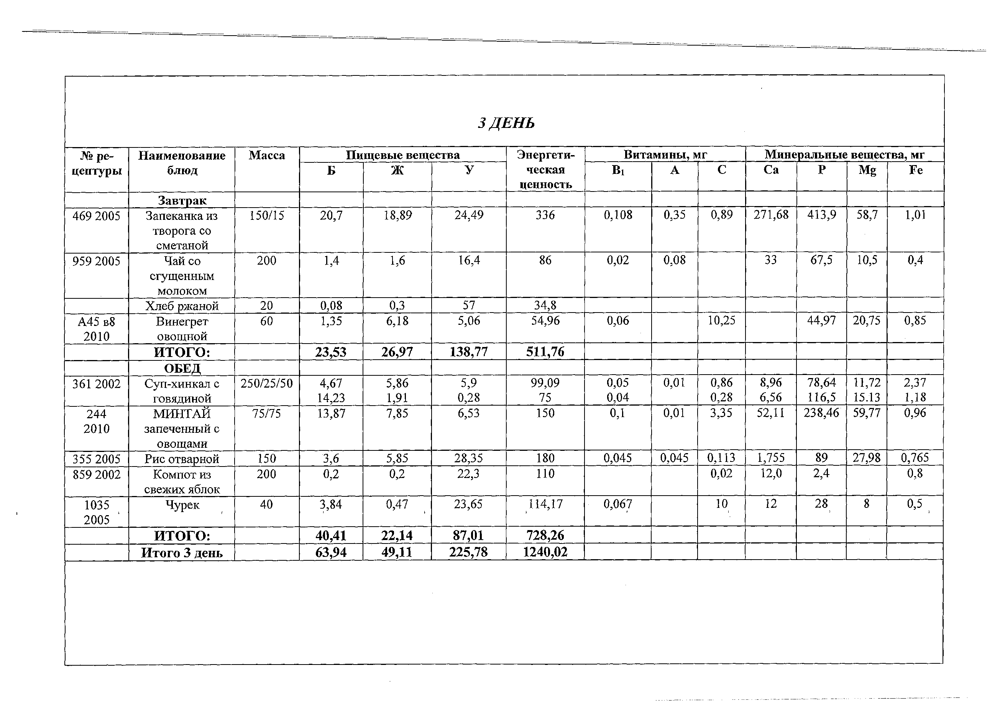 3 ДЕНЬ
№ ре- Наименование Масса Пищевые вещества Энергети- Витамины, мг Минеральные вещества, мг
цептуры блюд Б Ж У ческая B1 А С Ca P Mg Fe
ценность
Завтрак
469 2005 Запеканка из 150/15 20,7 18,89 24,49 336 0,108 0,35 0,89 271,68 413,9 58,7 1,01
творога со
сметаной
959 2005 Чай со 200 1,4 1,6 16,4 86 0,02 0,08 33 67,5 10,5 0,4
сгущенным
молоком
Хлеб ржаной 20 0,08 0,3 57 34,8
А45 в8 Винегрет 60 1,35 6,18 5,06 54,96 0,06 10,25 44,97 20,75 0,85
2010 овощной
ИТОГО: 23,53 26,97 138,77 511,76
ОБЕД
361 2002 Суп-хинкал с 250/25/50 4,67 5,86 5,9 99,09 0,05 0,01 0,86 8,96 78,64 11,72 2,37
говядиной 14,23 1,91 0,28 75 0,04 0,28 6,56 116,5 15.13 1,18
244 МИНТАЙ 75/75 13,87 7,85 6,53 150 0,1 0,01 3,35 52,11 238,46 59,77 0,96
2010 запеченный с
овощами
355 2005 Рис отварной 150 3,6 5,85 28,35 180 0,045 0,045 0,113 1,755 89 27,98 0,765
859 2002 Компот из 200 0,2 0,2 22,3 110 0,02 12,0 2,4 0,8
свежих яблок
1035 Чурек 40 3,84 0,47 23,65 114,17 0,067 10 12 28 8 0,5
2005
ИТОГО: 40,41 22,14 87,01 728,26
Итого 3 день 63,94 49,11 225,78 1240,02